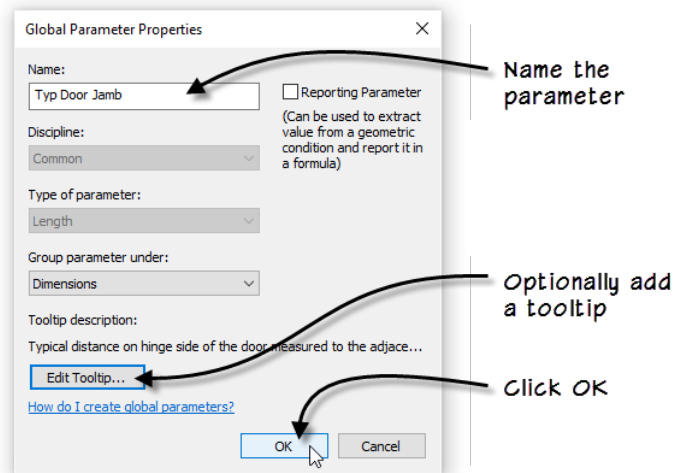 Global Parameter Properties
Name:
Typ Door Jamb
Reporting Parameter
(Can be used to extract
value from a geometric
condition and report it in
a formula)
Discipline:
Common
Type of parameter:
Length
Group parameter under:
Dimensions
Tooltip description:
Typical distance on hinge side of the door measured to the adjace...
Edit Tooltip...
How do I create global parameters?
OK
Cancel
Name the
parameter
Optionally add
a tooltip
Click OK